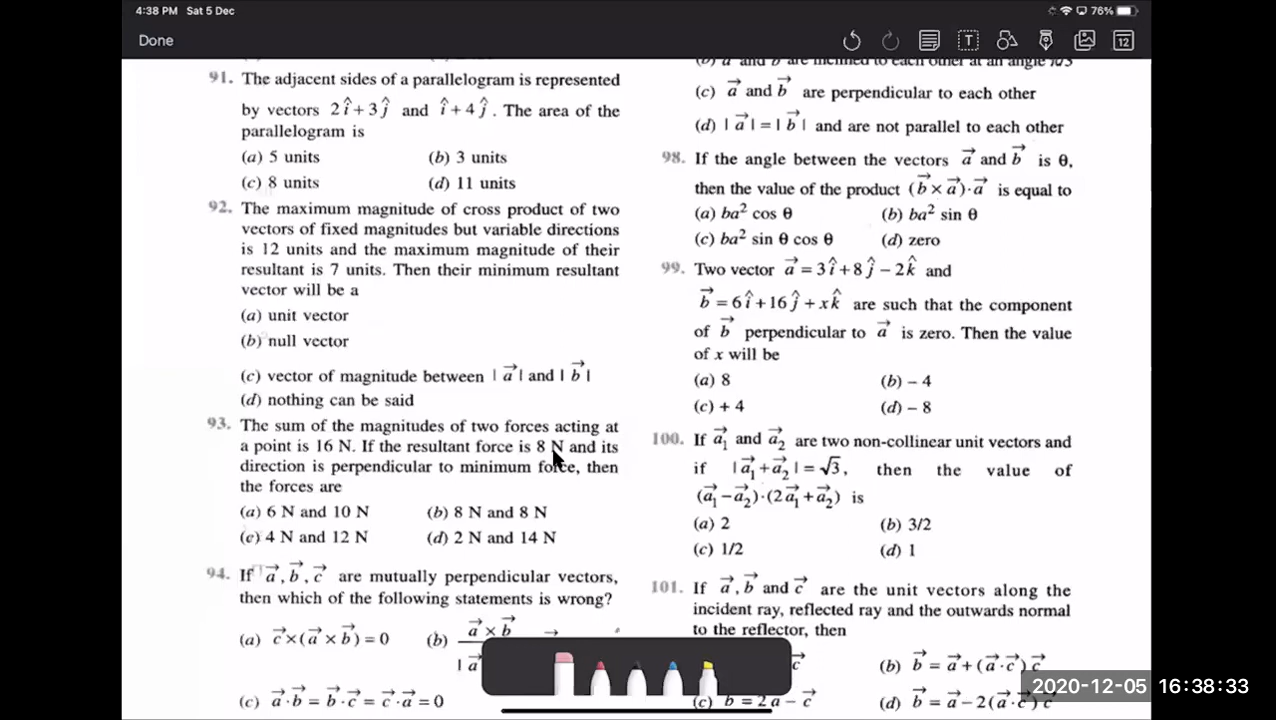 4:38 PM Sat 5 Dec
76%
Done
T
12
91. The adjacent sides of a parallelogram is represented
by vectors 2î+3ĵ and î+4ĵ. The area of the
parallelogram is
(a) 5 units (b) 3 units
(c) 8 units (d) 11 units
92. The maximum magnitude of cross product of two
vectors of fixed magnitudes but variable directions
is 12 units and the maximum magnitude of their
resultant is 7 units. Then their minimum resultant
vector will be a
(a) unit vector
(b) null vector
(c) vector of magnitude between |a⃗| and |b⃗|
(d) nothing can be said
93. The sum of the magnitudes of two forces acting at
a point is 16 N. If the resultant force is 8 N and its
direction is perpendicular to minimum force, then
the forces are
(a) 6 N and 10 N (b) 8 N and 8 N
(c) 4 N and 12 N (d) 2 N and 14 N
94. If a⃗, b⃗, c⃗ are mutually perpendicular vectors,
then which of the following statements is wrong?
(a) c⃗×(a⃗×b⃗)=0 (b) a⃗×b⃗
|a⃗
(c) a⃗·b⃗=b⃗·c⃗=c⃗·a⃗=0
(b) a⃗ and b⃗ are inclined to each other at an angle π/3
(c) a⃗ and b⃗ are perpendicular to each other
(d) |a⃗|=|b⃗| and are not parallel to each other
98. If the angle between the vectors a⃗ and b⃗ is θ,
then the value of the product (b⃗×a⃗)·a⃗ is equal to
(a) ba² cos θ (b) ba² sin θ
(c) ba² sin θ cos θ (d) zero
99. Two vector a⃗=3î+8ĵ−2k̂ and
b⃗=6î+16ĵ+xk̂ are such that the component
of b⃗ perpendicular to a⃗ is zero. Then the value
of x will be
(a) 8 (b) −4
(c) +4 (d) −8
100. If a⃗₁ and a⃗₂ are two non-collinear unit vectors and
if |a⃗₁+a⃗₂|=√3, then the value of
(a⃗₁−a⃗₂)·(2a⃗₁+a⃗₂) is
(a) 2 (b) 3/2
(c) 1/2 (d) 1
101. If a⃗, b⃗ and c⃗ are the unit vectors along the
incident ray, reflected ray and the outwards normal
to the reflector, then
c⃗ (b) b⃗=a⃗+(a⃗·c⃗)c⃗
(c) b⃗=2a⃗−c⃗ (d) b⃗=a⃗−2(a⃗·c⃗)c⃗
2020-12-05 16:38:33